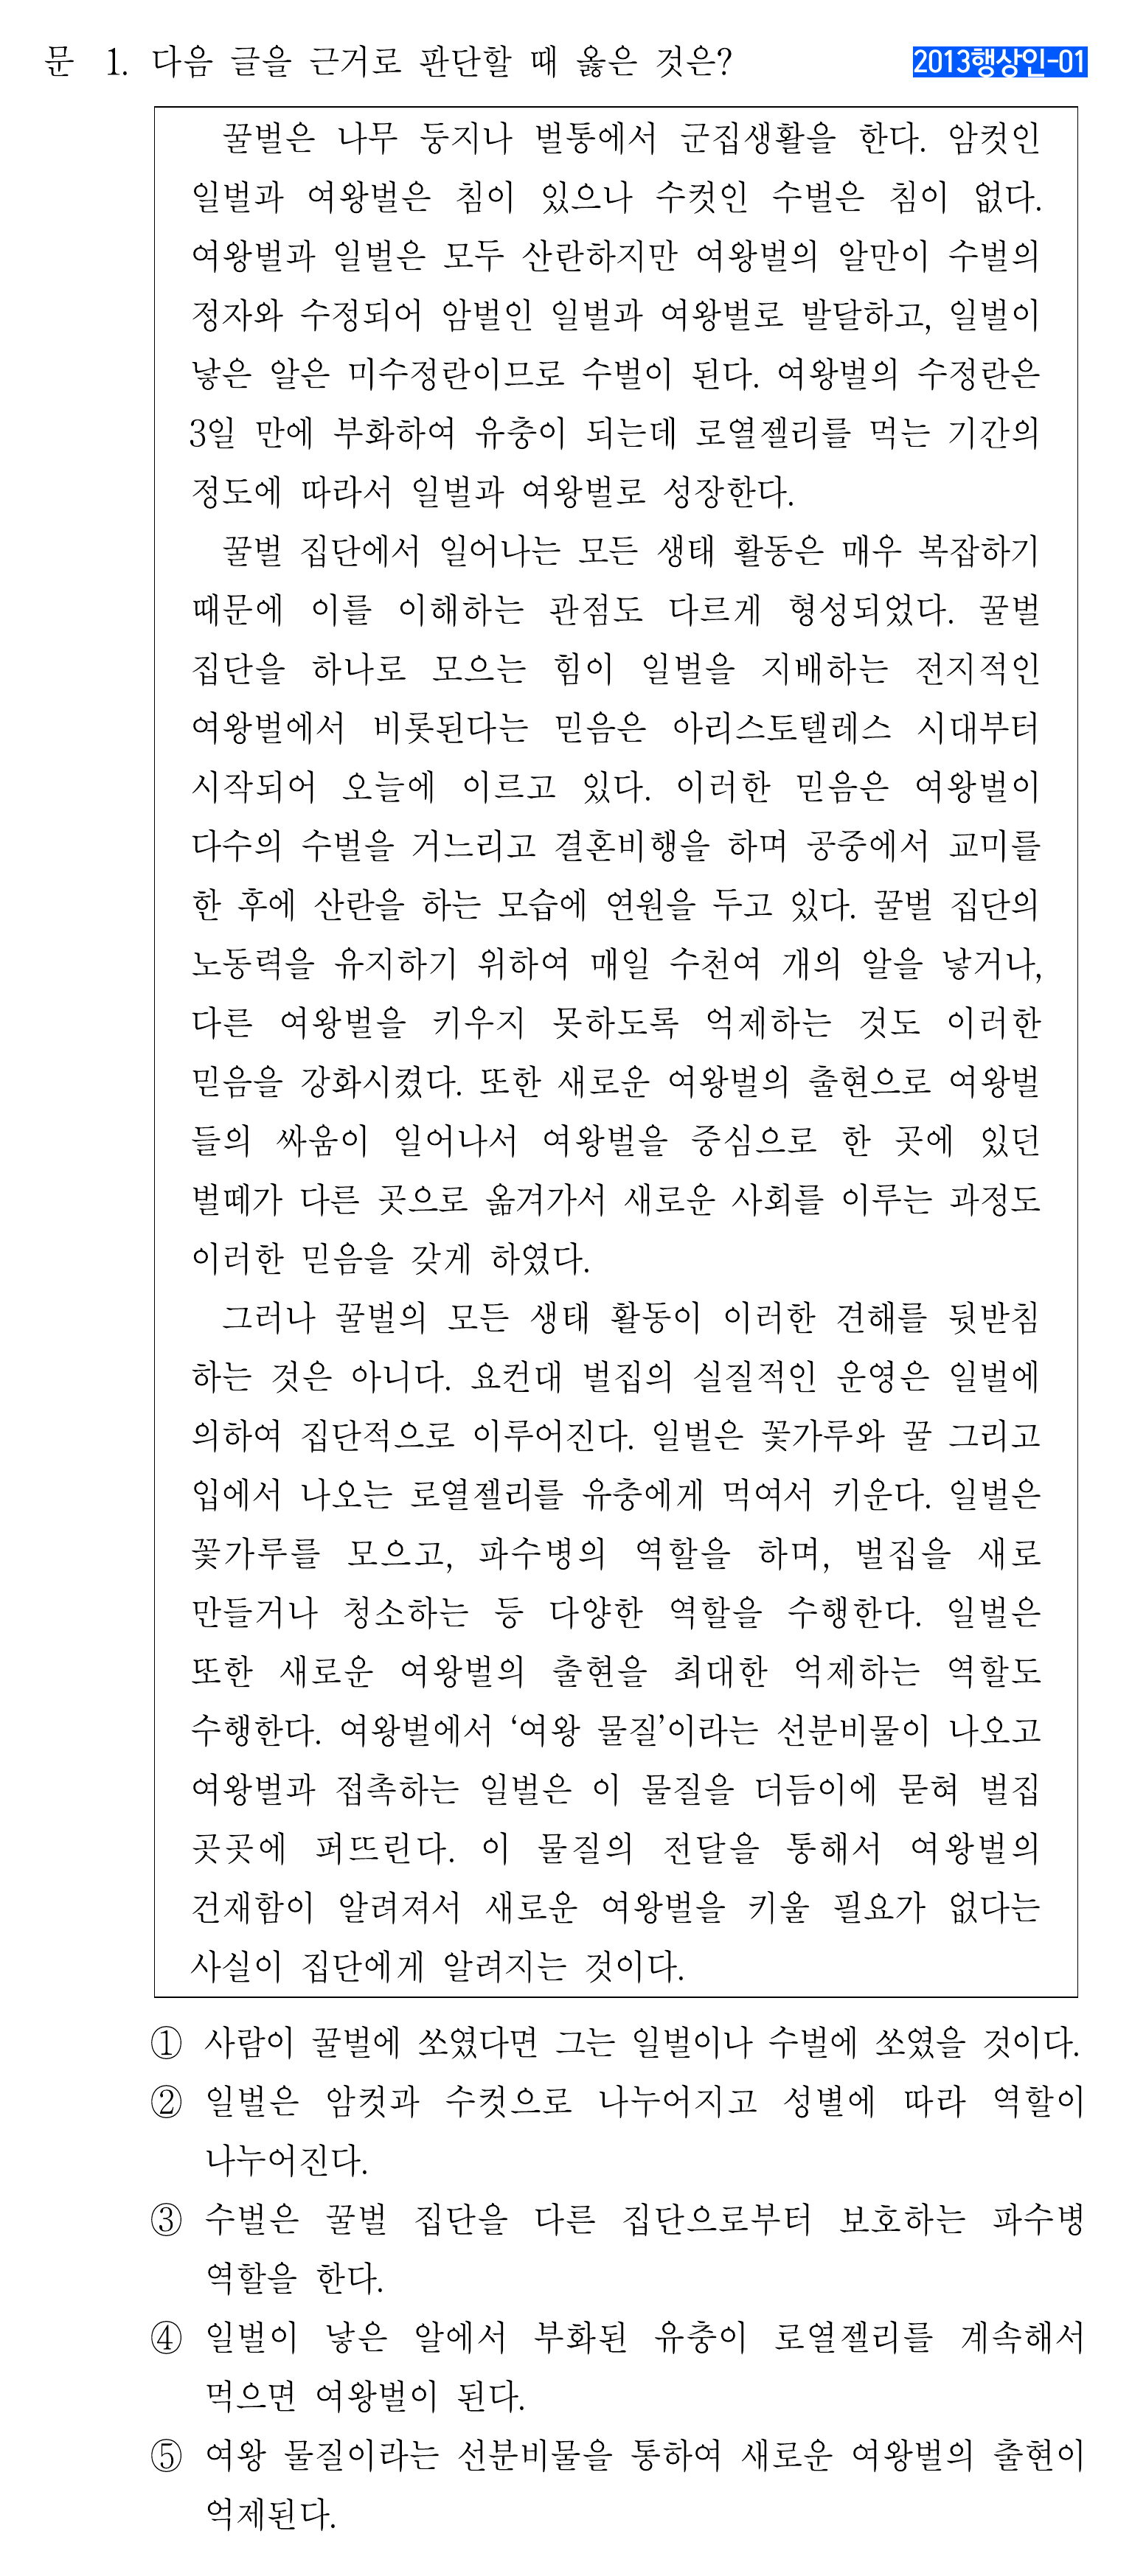 문 1. 다음 글을 근거로 판단할 때 옳은 것은?
2013행상인-01
꿀벌은 나무 둥지나 벌통에서 군집생활을 한다. 암컷인
일벌과 여왕벌은 침이 있으나 수컷인 수벌은 침이 없다.
여왕벌과 일벌은 모두 산란하지만 여왕벌의 알만이 수벌의
정자와 수정되어 암벌인 일벌과 여왕벌로 발달하고, 일벌이
낳은 알은 미수정란이므로 수벌이 된다. 여왕벌의 수정란은
3일 만에 부화하여 유충이 되는데 로열젤리를 먹는 기간의
정도에 따라서 일벌과 여왕벌로 성장한다.
꿀벌 집단에서 일어나는 모든 생태 활동은 매우 복잡하기
때문에 이를 이해하는 관점도 다르게 형성되었다. 꿀벌
집단을 하나로 모으는 힘이 일벌을 지배하는 전지적인
여왕벌에서 비롯된다는 믿음은 아리스토텔레스 시대부터
시작되어 오늘에 이르고 있다. 이러한 믿음은 여왕벌이
다수의 수벌을 거느리고 결혼비행을 하며 공중에서 교미를
한 후에 산란을 하는 모습에 연원을 두고 있다. 꿀벌 집단의
노동력을 유지하기 위하여 매일 수천여 개의 알을 낳거나,
다른 여왕벌을 키우지 못하도록 억제하는 것도 이러한
믿음을 강화시켰다. 또한 새로운 여왕벌의 출현으로 여왕벌
들의 싸움이 일어나서 여왕벌을 중심으로 한 곳에 있던
벌떼가 다른 곳으로 옮겨가서 새로운 사회를 이루는 과정도
이러한 믿음을 갖게 하였다.
그러나 꿀벌의 모든 생태 활동이 이러한 견해를 뒷받침
하는 것은 아니다. 요컨대 벌집의 실질적인 운영은 일벌에
의하여 집단적으로 이루어진다. 일벌은 꽃가루와 꿀 그리고
입에서 나오는 로열젤리를 유충에게 먹여서 키운다. 일벌은
꽃가루를 모으고, 파수병의 역할을 하며, 벌집을 새로
만들거나 청소하는 등 다양한 역할을 수행한다. 일벌은
또한 새로운 여왕벌의 출현을 최대한 억제하는 역할도
수행한다. 여왕벌에서 ‘여왕 물질’이라는 선분비물이 나오고
여왕벌과 접촉하는 일벌은 이 물질을 더듬이에 묻혀 벌집
곳곳에 퍼뜨린다. 이 물질의 전달을 통해서 여왕벌의
건재함이 알려져서 새로운 여왕벌을 키울 필요가 없다는
사실이 집단에게 알려지는 것이다.
① 사람이 꿀벌에 쏘였다면 그는 일벌이나 수벌에 쏘였을 것이다.
② 일벌은 암컷과 수컷으로 나누어지고 성별에 따라 역할이
나누어진다.
③ 수벌은 꿀벌 집단을 다른 집단으로부터 보호하는 파수병
역할을 한다.
④ 일벌이 낳은 알에서 부화된 유충이 로열젤리를 계속해서
먹으면 여왕벌이 된다.
⑤ 여왕 물질이라는 선분비물을 통하여 새로운 여왕벌의 출현이
억제된다.